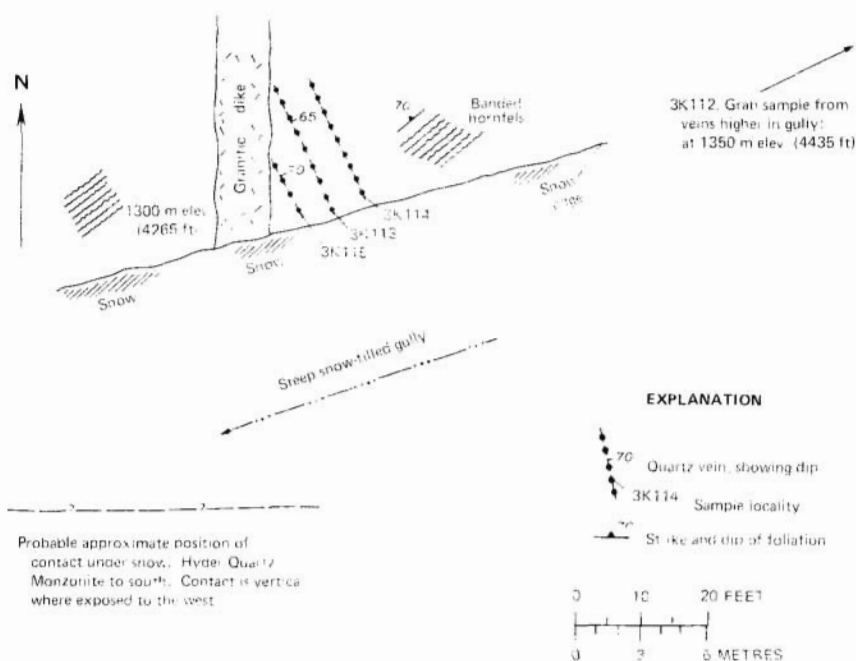 N
Granitic dike
65
70
70
Banded
hornfels
3K112. Grab sample from
veins higher in gully;
at 1350 m elev. (4435 ft)
1300 m elev
(4265 ft)
3K114
3K113
3K115
Snow
Snow
Snow
Steep snow-filled gully
EXPLANATION
70
Quartz vein, showing dip
3K114 Sample locality
Strike and dip of foliation
0 10 20 FEET
0 3 6 METRES
Probable approximate position of
contact under snow. Hyder Quartz
Monzonite to south. Contact is vertical
where exposed to the west
? ?